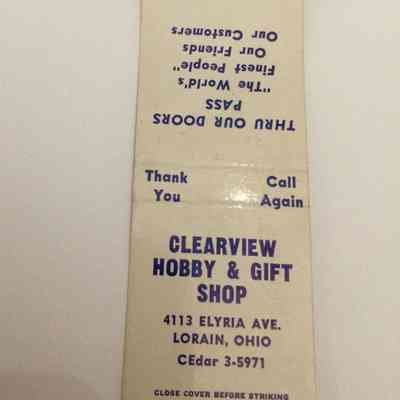 THRU OUR DOORS
PASS
"The World's
Finest People"
Our Friends
Our Customers
Thank You
Call Again
CLEARVIEW
HOBBY & GIFT
SHOP
4113 ELYRIA AVE.
LORAIN, OHIO
CEdar 3-5971
CLOSE COVER BEFORE STRIKING